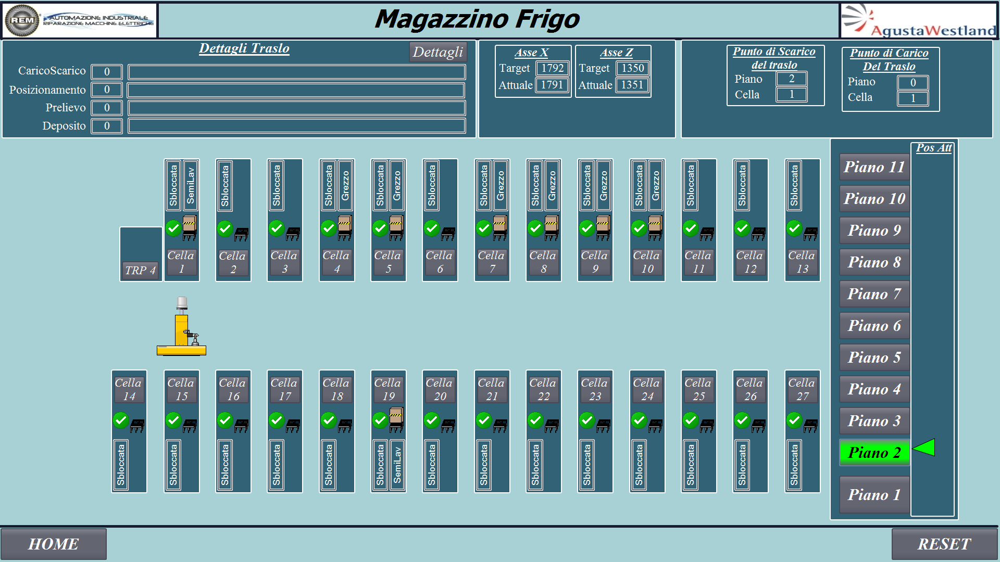 REM
AUTOMAZIONE INDUSTRIALE
RIPARAZIONE MACCHINE ELETTRICHE
Magazzino Frigo
AgustaWestland
Dettagli Traslo
Dettagli
CaricoScarico 0
Posizionamento 0
Prelievo 0
Deposito 0
Asse X
Target 1792
Attuale 1791
Asse Z
Target 1350
Attuale 1351
Punto di Scarico
del traslo
Piano 2
Cella 1
Punto di Carico
Del Traslo
Piano 0
Cella 1
TRP 4
Sbloccata
SemiLav
Cella
1
Sbloccata
Cella
2
Sbloccata
Cella
3
Sbloccata
Grezzo
Cella
4
Sbloccata
Grezzo
Cella
5
Sbloccata
Cella
6
Sbloccata
Grezzo
Cella
7
Sbloccata
Grezzo
Cella
8
Sbloccata
Grezzo
Cella
9
Sbloccata
Grezzo
Cella
10
Sbloccata
Cella
11
Sbloccata
Cella
12
Sbloccata
Cella
13
Cella
14
Sbloccata
Cella
15
Sbloccata
Cella
16
Sbloccata
Cella
17
Sbloccata
Cella
18
Sbloccata
Cella
19
Sbloccata
SemiLav
Cella
20
Sbloccata
Cella
21
Sbloccata
Cella
22
Sbloccata
Cella
23
Sbloccata
Cella
24
Sbloccata
Cella
25
Sbloccata
Cella
26
Sbloccata
Cella
27
Sbloccata
Pos Att
Piano 11
Piano 10
Piano 9
Piano 8
Piano 7
Piano 6
Piano 5
Piano 4
Piano 3
Piano 2
Piano 1
HOME
RESET